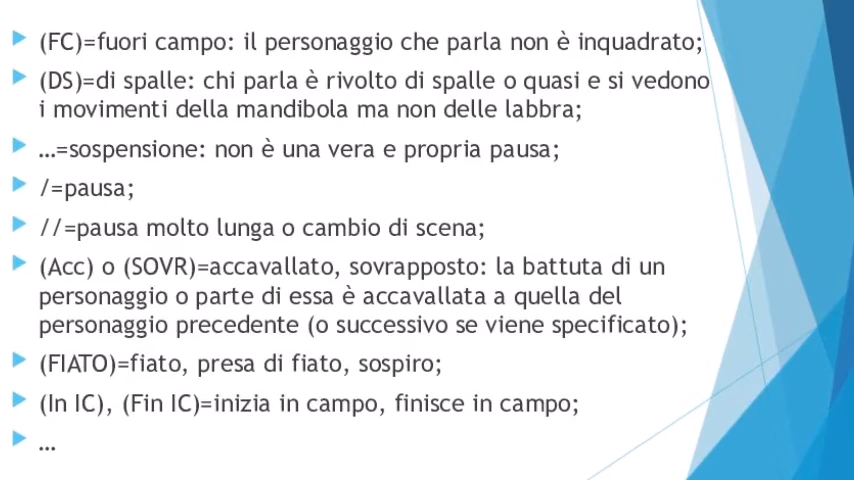 (FC)=fuori campo: il personaggio che parla non è inquadrato;
(DS)=di spalle: chi parla è rivolto di spalle o quasi e si vedono
i movimenti della mandibola ma non delle labbra;
…=sospensione: non è una vera e propria pausa;
/=pausa;
//=pausa molto lunga o cambio di scena;
(Acc) o (SOVR)=accavallato, sovrapposto: la battuta di un
personaggio o parte di essa è accavallata a quella del
personaggio precedente (o successivo se viene specificato);
(FIATO)=fiato, presa di fiato, sospiro;
(In IC), (Fin IC)=inizia in campo, finisce in campo;
…